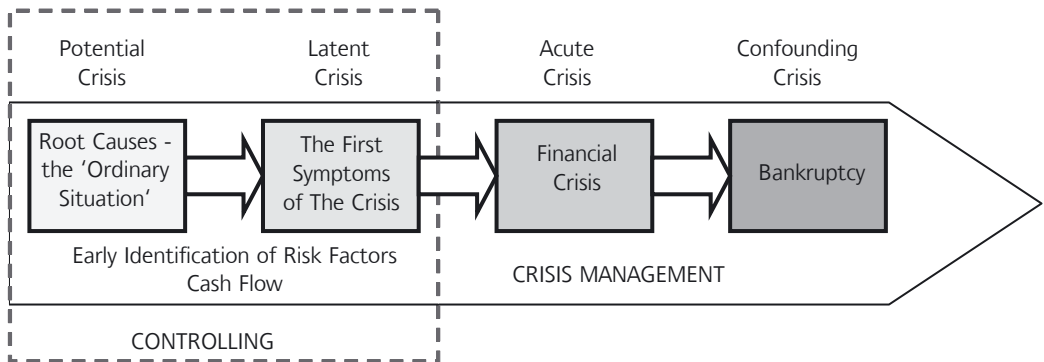 Potential
Crisis
Latent
Crisis
Acute
Crisis
Confounding
Crisis
Root Causes -
the ‘Ordinary
Situation‘
The First
Symptoms
of The Crisis
Financial
Crisis
Bankruptcy
Early Identification of Risk Factors
Cash Flow
CRISIS MANAGEMENT
CONTROLLING